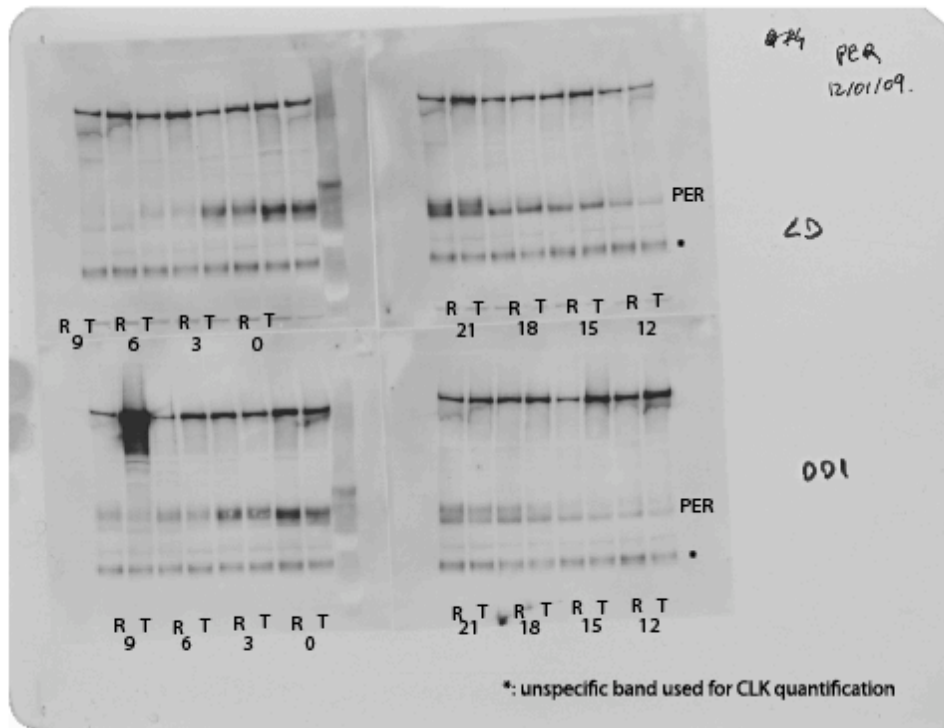 PER
12/01/09.
PER
•
LD
R T R T R T R T
9 6 3 0
R T R T R T R T
21 18 15 12
DD1
PER
•
R T R T R T R T
9 6 3 0
R T R T R T R T
21 18 15 12
*: unspecific band used for CLK quantification